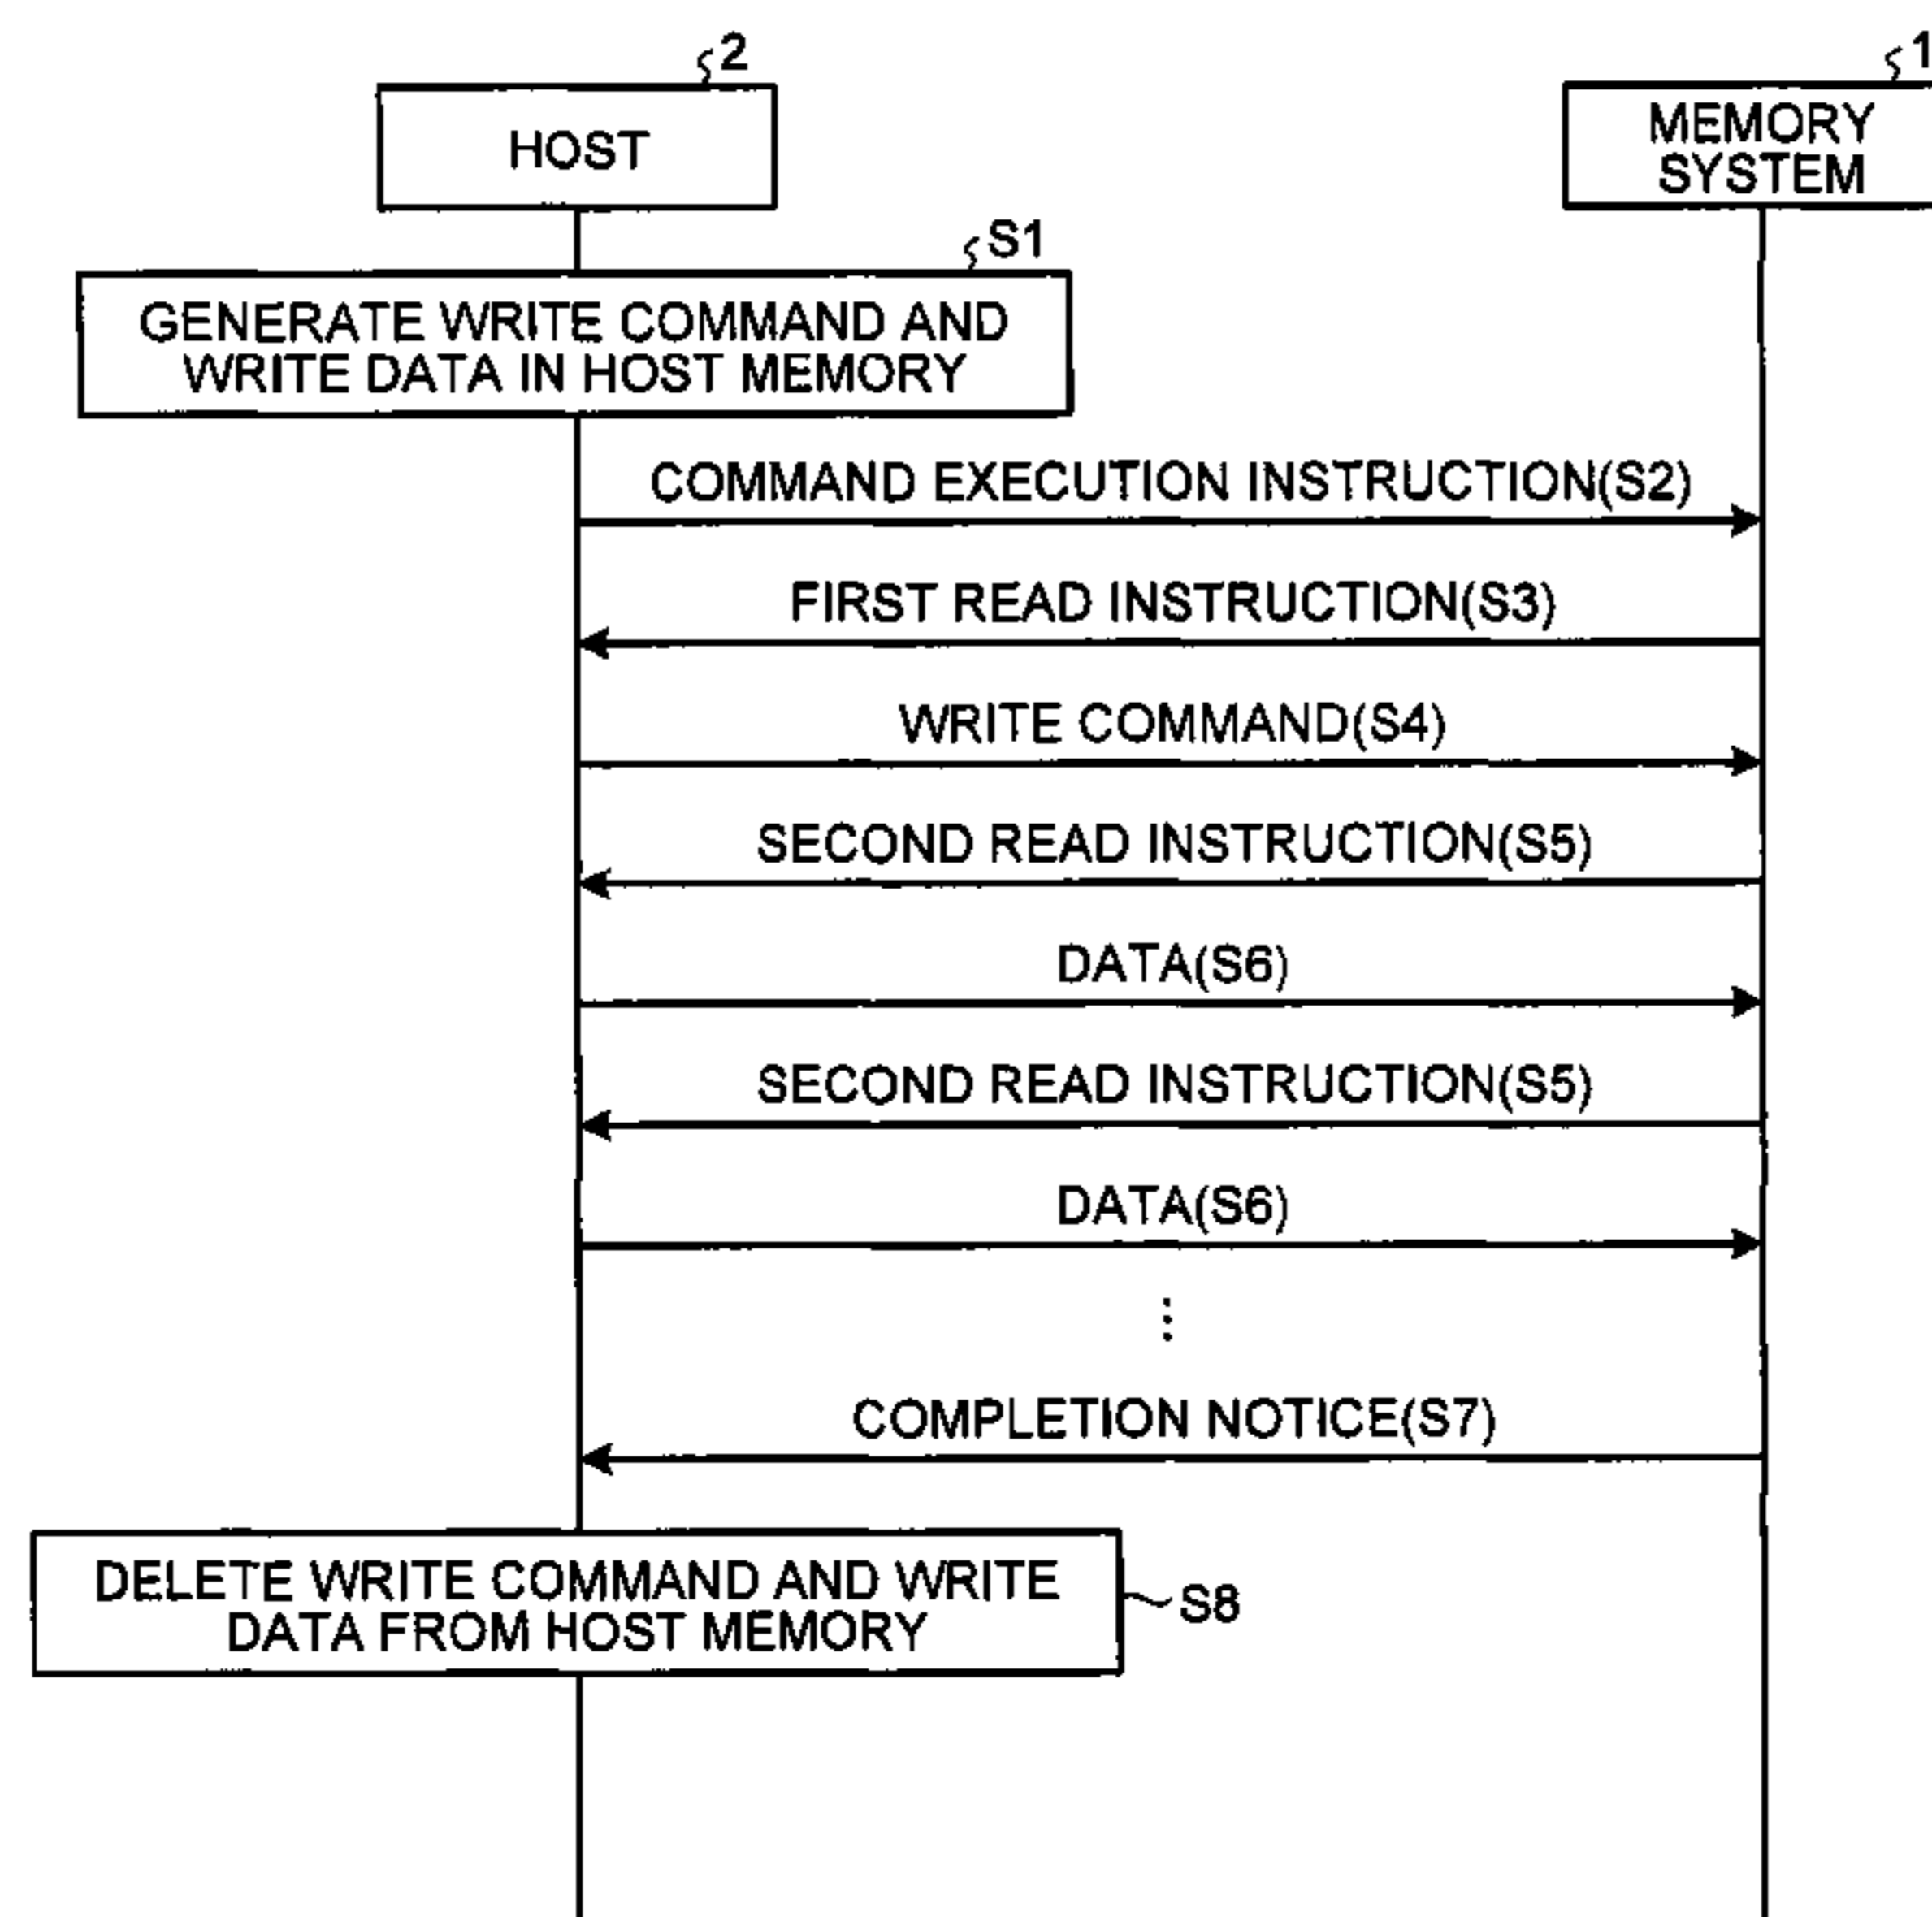 2
1
HOST
MEMORY
SYSTEM
S1
GENERATE WRITE COMMAND AND
WRITE DATA IN HOST MEMORY
COMMAND EXECUTION INSTRUCTION(S2)
FIRST READ INSTRUCTION(S3)
WRITE COMMAND(S4)
SECOND READ INSTRUCTION(S5)
DATA(S6)
SECOND READ INSTRUCTION(S5)
DATA(S6)
⋮
COMPLETION NOTICE(S7)
DELETE WRITE COMMAND AND WRITE
DATA FROM HOST MEMORY
S8